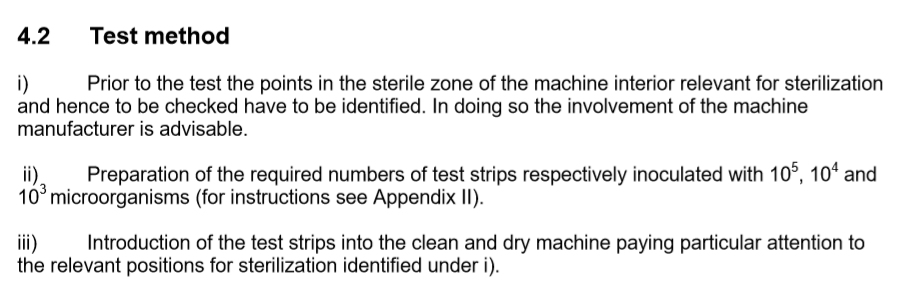 4.2 Test method
i) Prior to the test the points in the sterile zone of the machine interior relevant for sterilization
and hence to be checked have to be identified. In doing so the involvement of the machine
manufacturer is advisable.
ii) Preparation of the required numbers of test strips respectively inoculated with 10⁵, 10⁴ and
10³ microorganisms (for instructions see Appendix II).
iii) Introduction of the test strips into the clean and dry machine paying particular attention to
the relevant positions for sterilization identified under i).